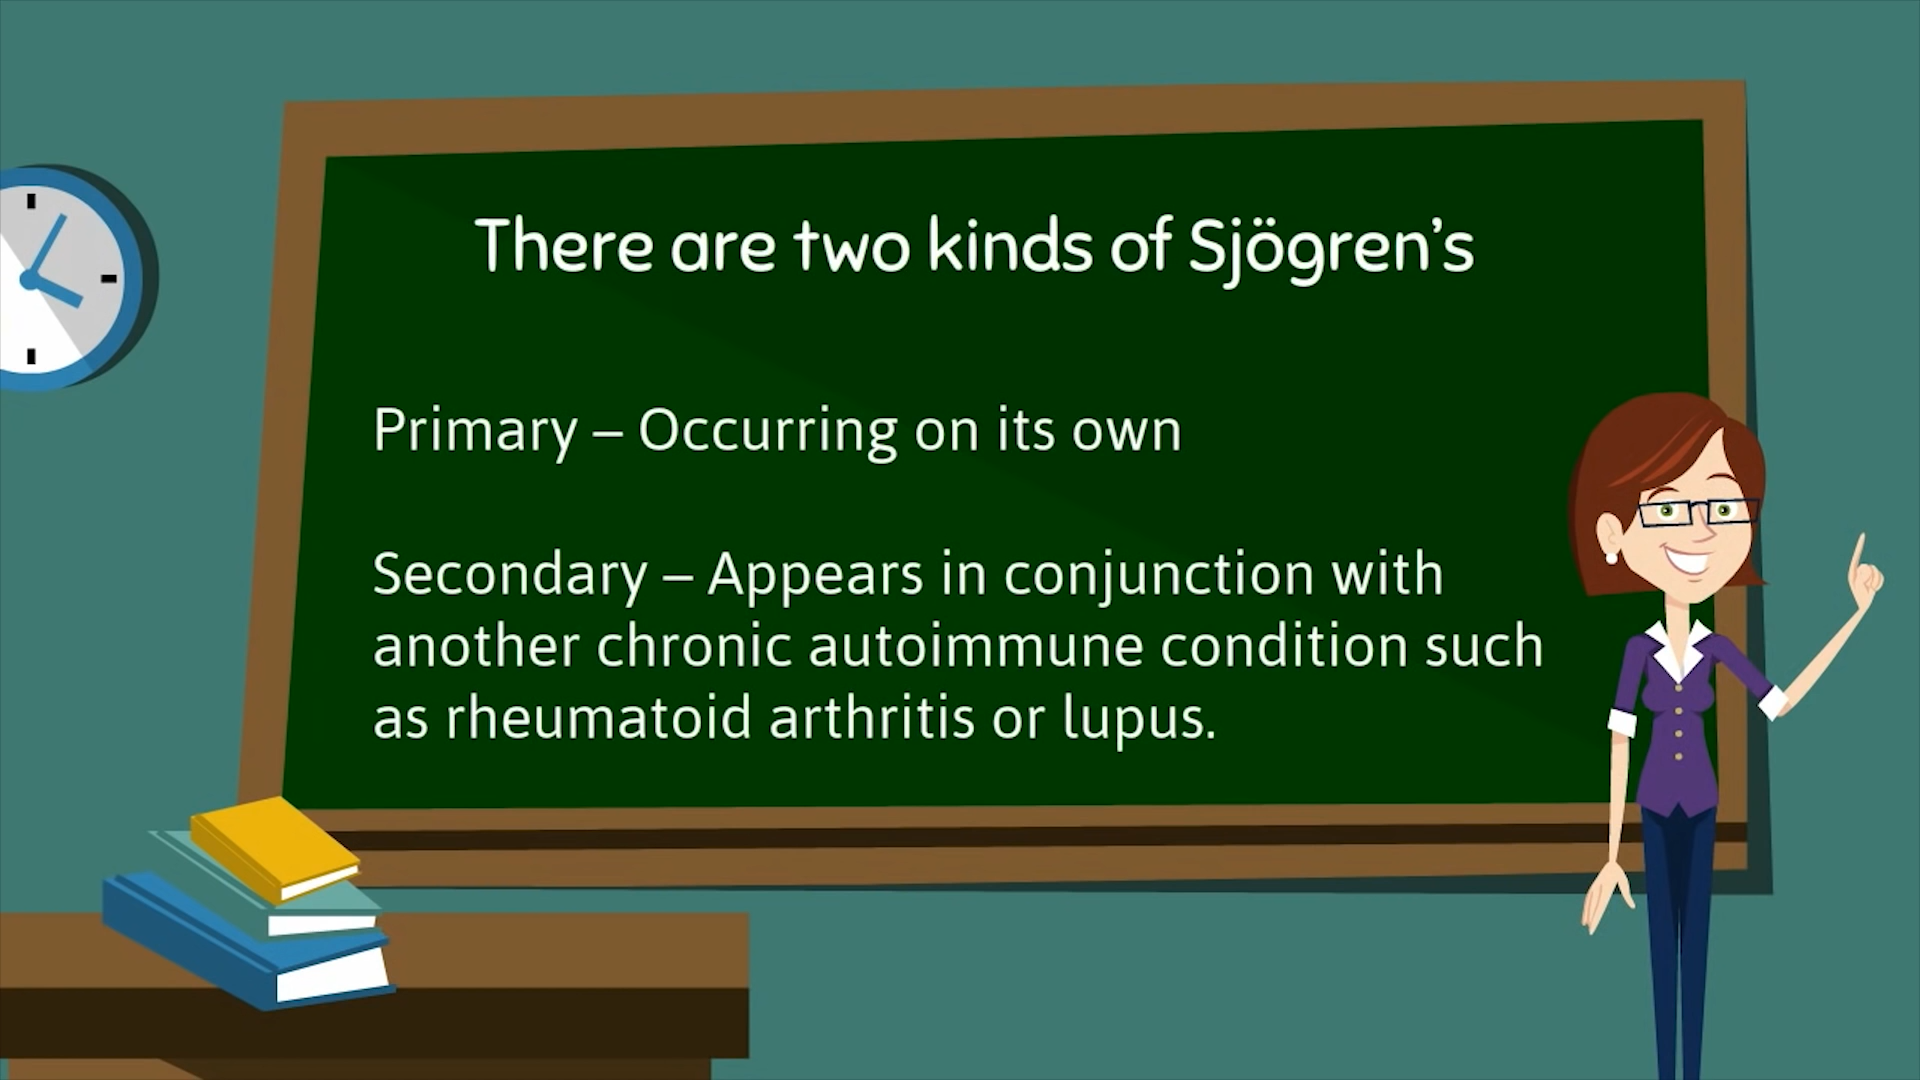 There are two kinds of Sjögren’s
Primary – Occurring on its own
Secondary – Appears in conjunction with
another chronic autoimmune condition such
as rheumatoid arthritis or lupus.